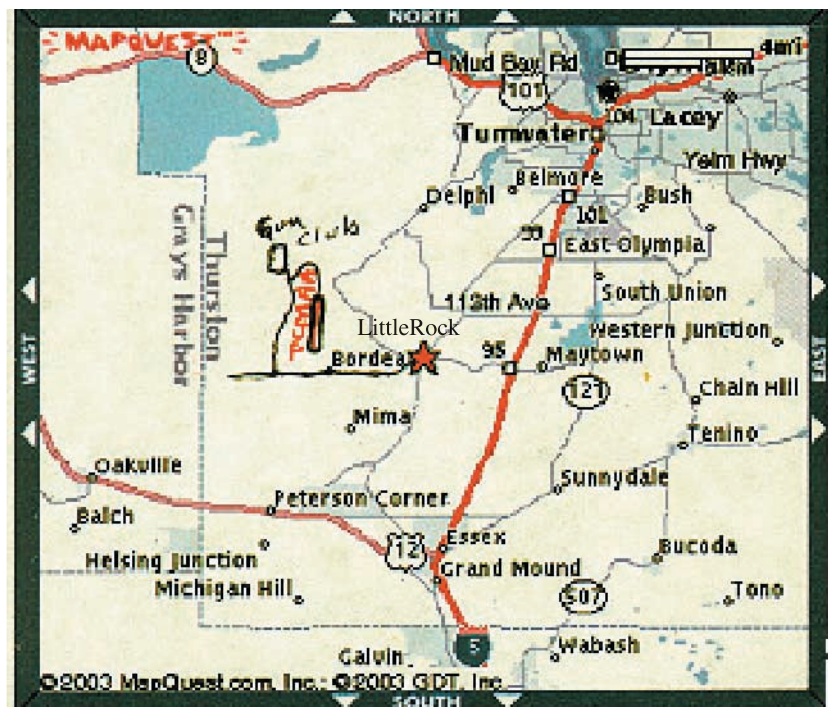 NORTH
MAPQUEST™
4mi
8
Mud Bay Rd
101
104
Lacey
Tumwater
Yelm Hwy
Belmore
Delphi
101
Bush
Gun Club
99
East Olympia
Thurston
Grays Harbor
South Union
113th Ave
LittleRock
Western Junction
WEST
EAST
Bordea
95
Maytown
121
Chain Hill
Mima
Tenino
Oakville
Sunnydale
Peterson Corner
Balch
Essex
12
Bucoda
Helsing Junction
Grand Mound
Michigan Hill
507
Tono
5
Wabash
Galvin
©2003 MapQuest.com, Inc.; ©2003 GDT, Inc.
SOUTH